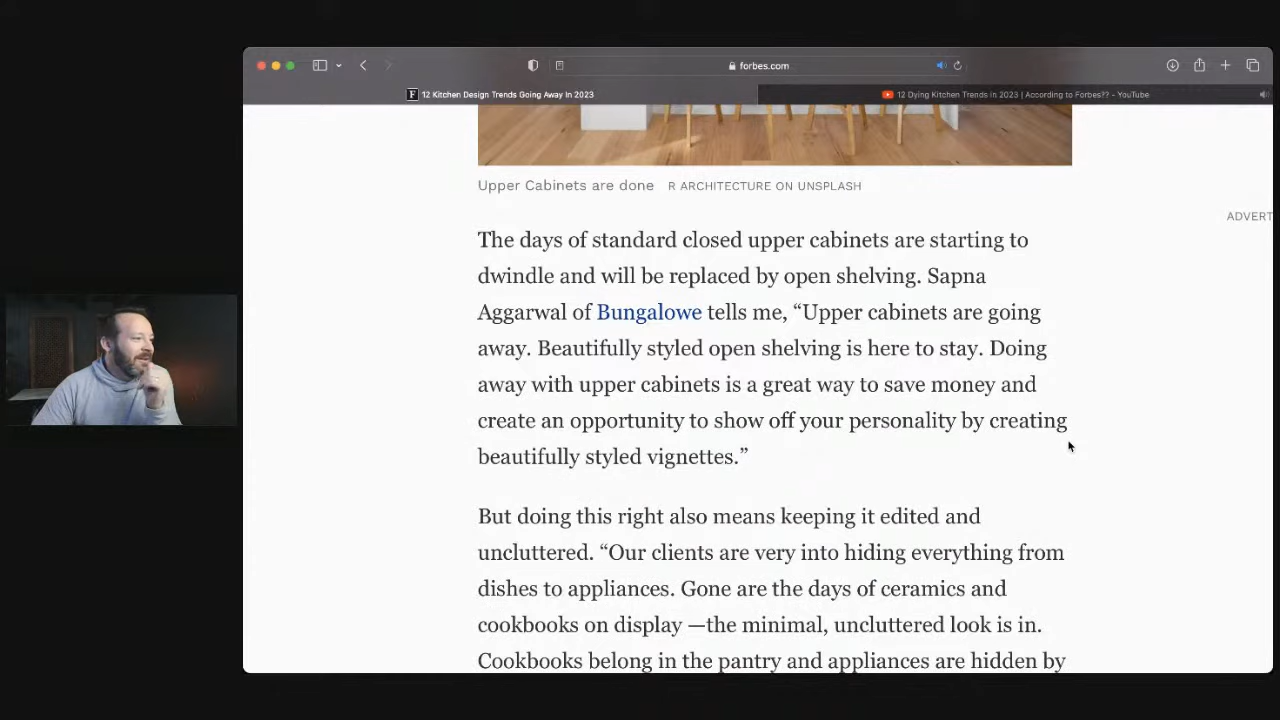 forbes.com
12 Kitchen Design Trends Going Away In 2023
12 Dying Kitchen Trends in 2023 | According to Forbes?? - YouTube
Upper Cabinets are done R ARCHITECTURE ON UNSPLASH
ADVERT
The days of standard closed upper cabinets are starting to
dwindle and will be replaced by open shelving. Sapna
Aggarwal of Bungalowe tells me, “Upper cabinets are going
away. Beautifully styled open shelving is here to stay. Doing
away with upper cabinets is a great way to save money and
create an opportunity to show off your personality by creating
beautifully styled vignettes.”
But doing this right also means keeping it edited and
uncluttered. “Our clients are very into hiding everything from
dishes to appliances. Gone are the days of ceramics and
cookbooks on display —the minimal, uncluttered look is in.
Cookbooks belong in the pantry and appliances are hidden by